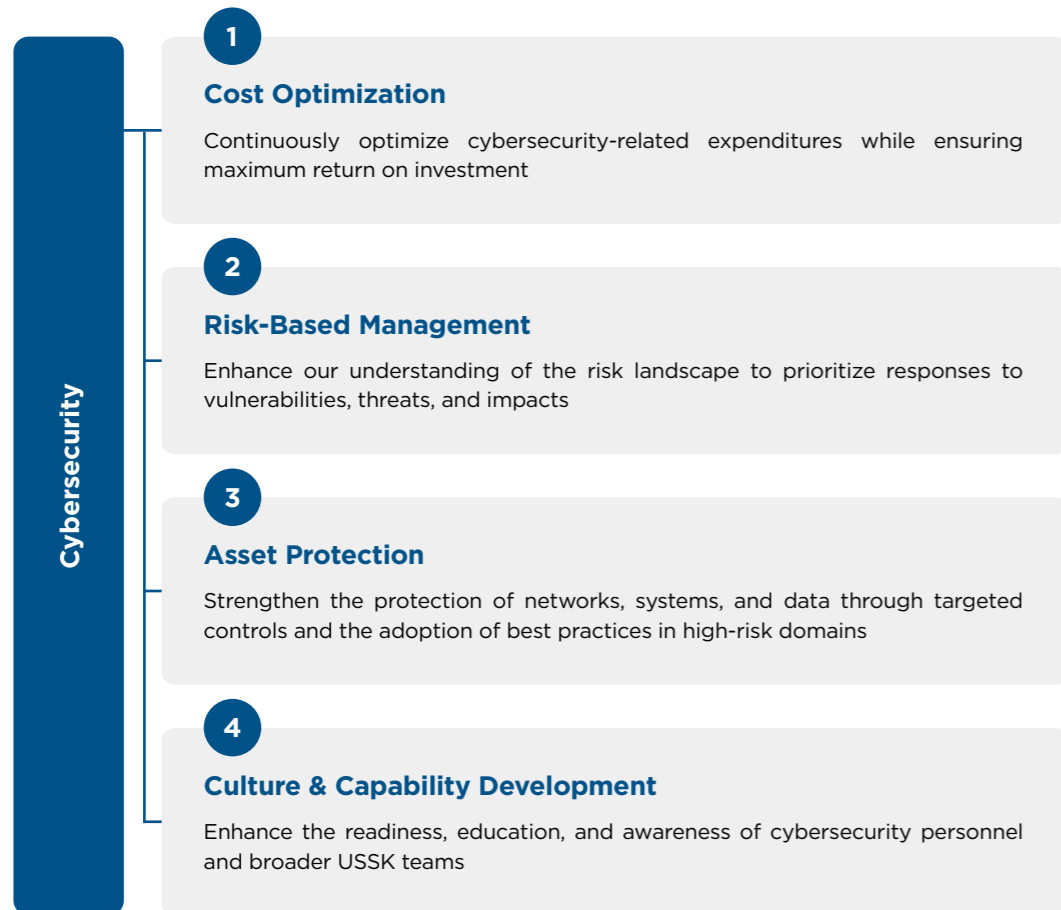 Cybersecurity
1
Cost Optimization
Continuously optimize cybersecurity-related expenditures while ensuring
maximum return on investment
2
Risk-Based Management
Enhance our understanding of the risk landscape to prioritize responses to
vulnerabilities, threats, and impacts
3
Asset Protection
Strengthen the protection of networks, systems, and data through targeted
controls and the adoption of best practices in high-risk domains
4
Culture & Capability Development
Enhance the readiness, education, and awareness of cybersecurity personnel
and broader USSK teams